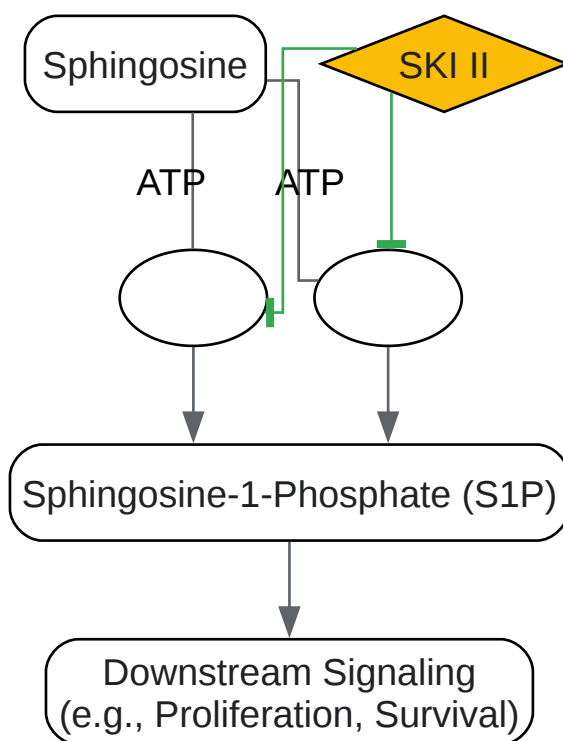 Sphingosine
SKI II
ATP
ATP
Sphingosine-1-Phosphate (S1P)
Downstream Signaling
(e.g., Proliferation, Survival)